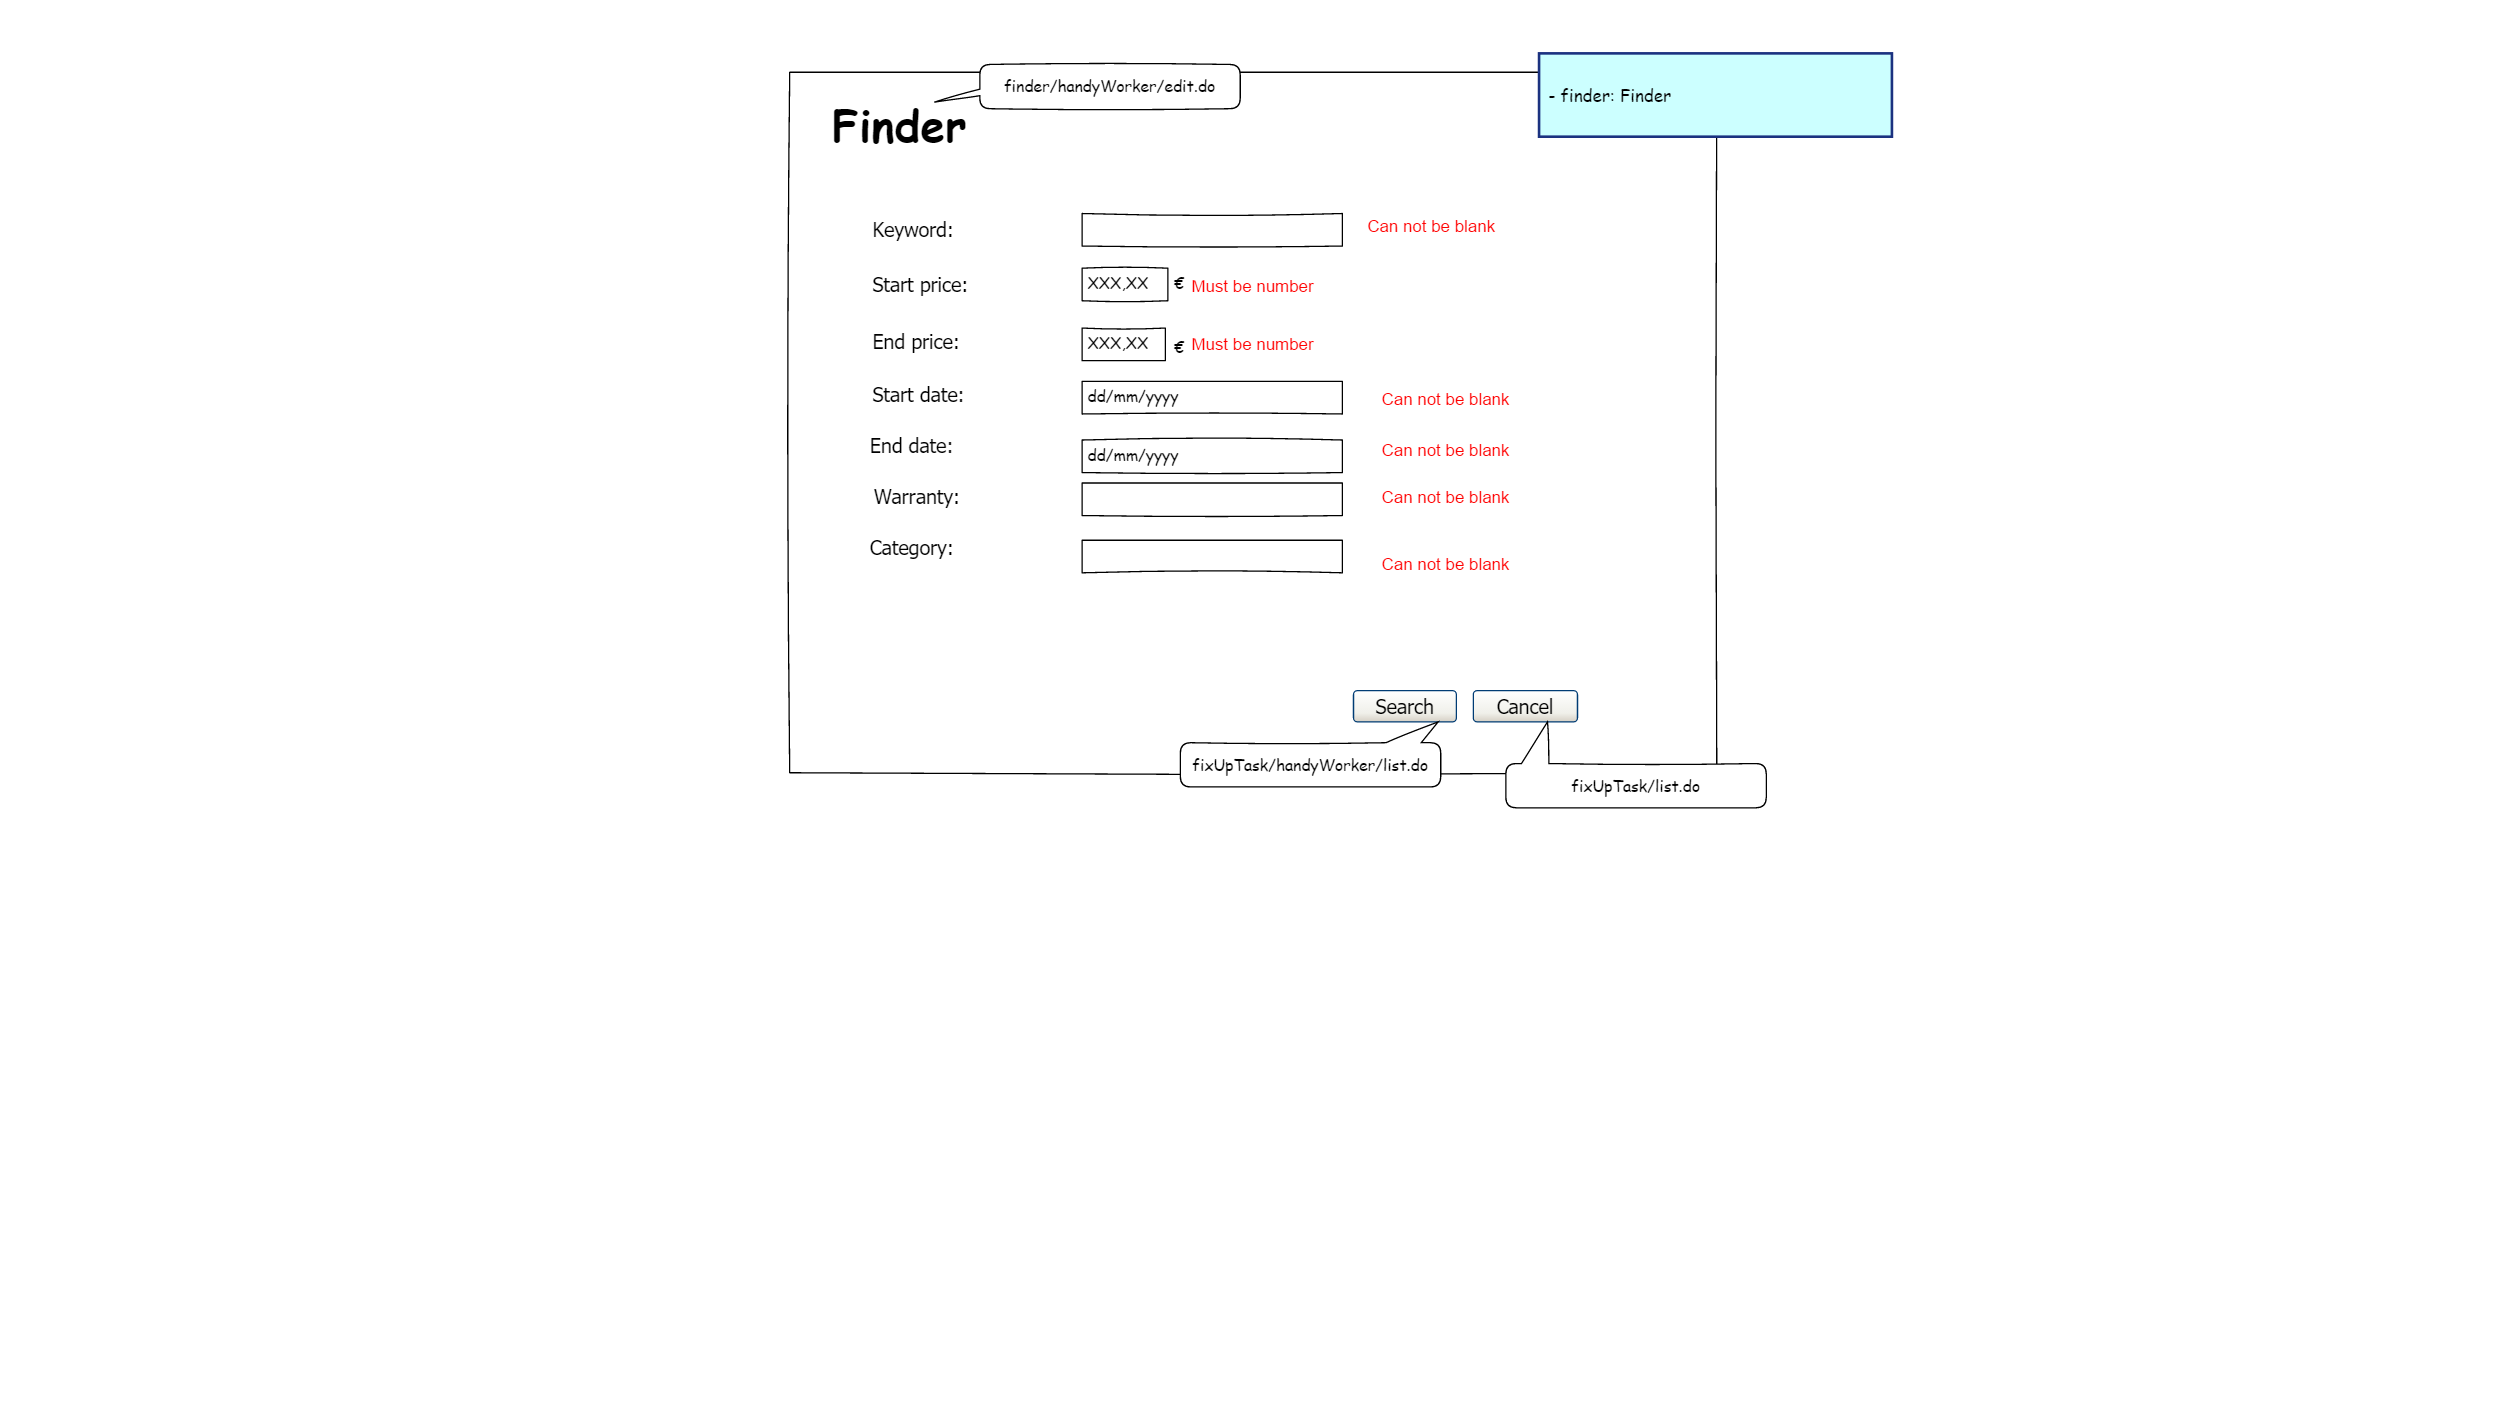 finder/handyWorker/edit.do
- finder: Finder
Finder
Keyword:
Can not be blank
Start price:
XXX,XX
€
Must be number
End price:
XXX,XX
€
Must be number
Start date:
dd/mm/yyyy
Can not be blank
End date:
dd/mm/yyyy
Can not be blank
Warranty:
Can not be blank
Category:
Can not be blank
Search
Cancel
fixUpTask/handyWorker/list.do
fixUpTask/list.do